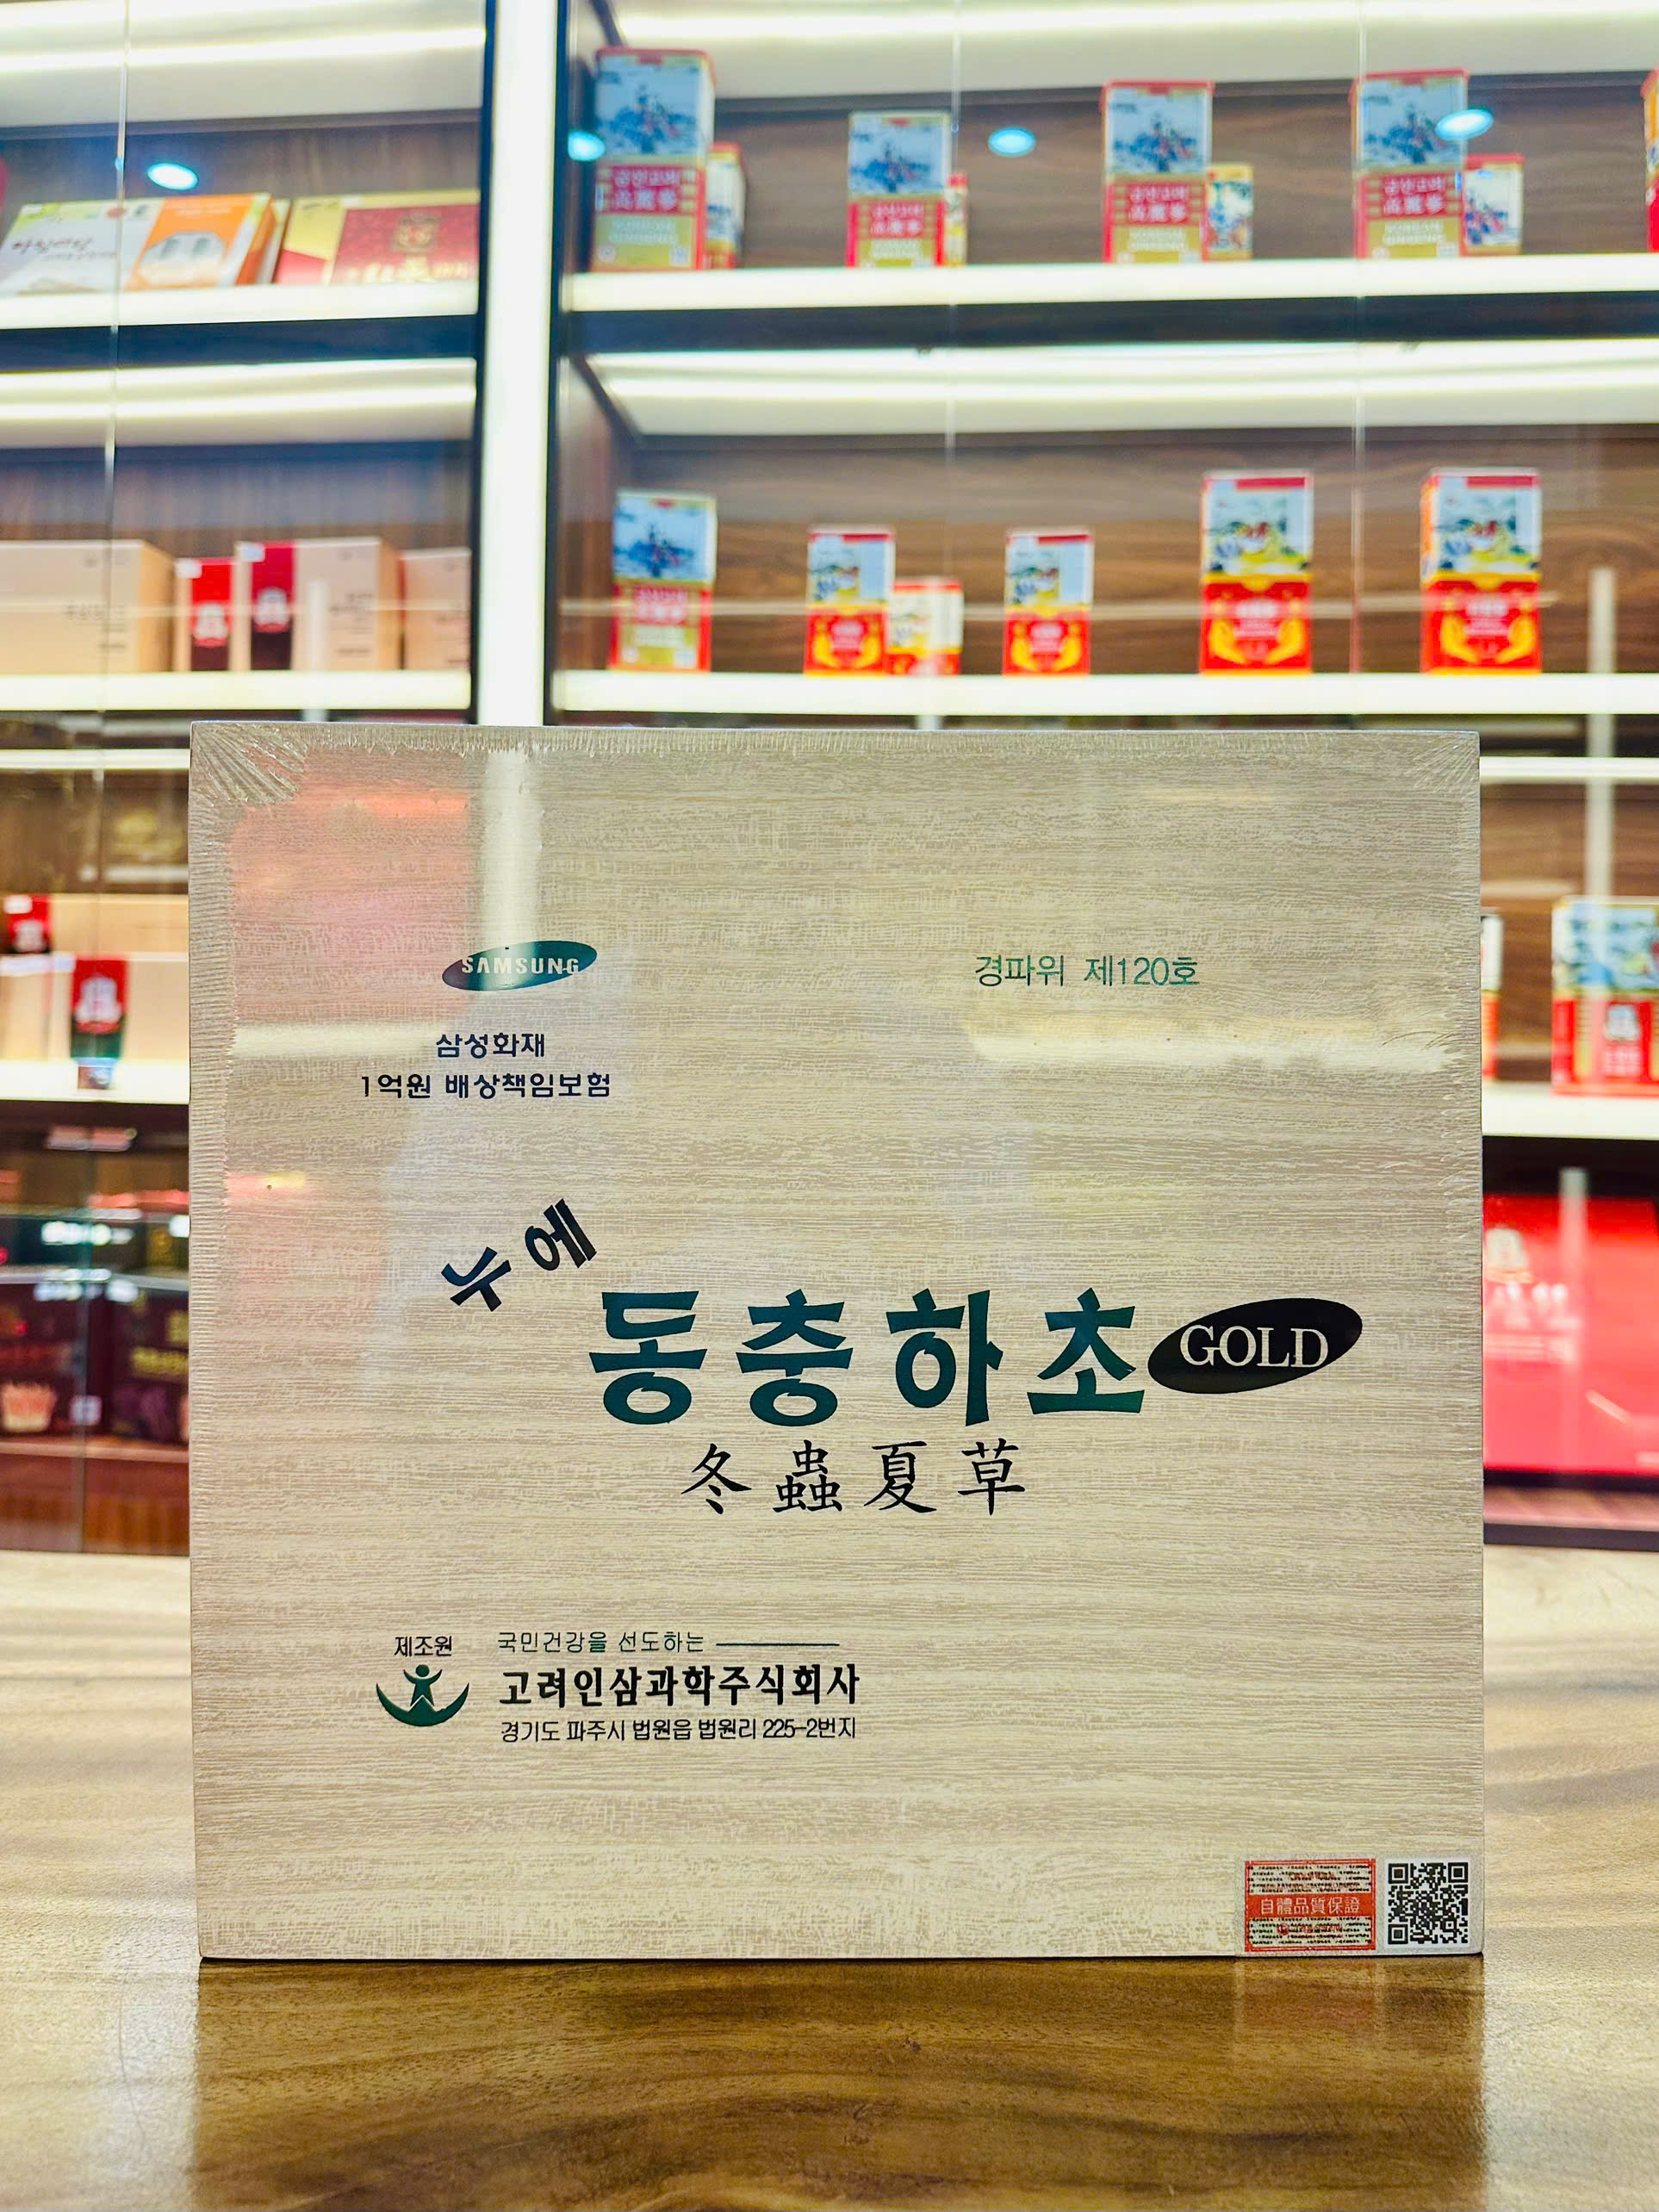 SAMSUNG
삼성화재
1억원 배상책임보험
경파위 제120호
누에
동충하초 GOLD
冬蟲夏草
제조원
국민건강을 선도하는
고려인삼과학주식회사
경기도 파주시 법원읍 법원리 225-2번지
自體品質保證